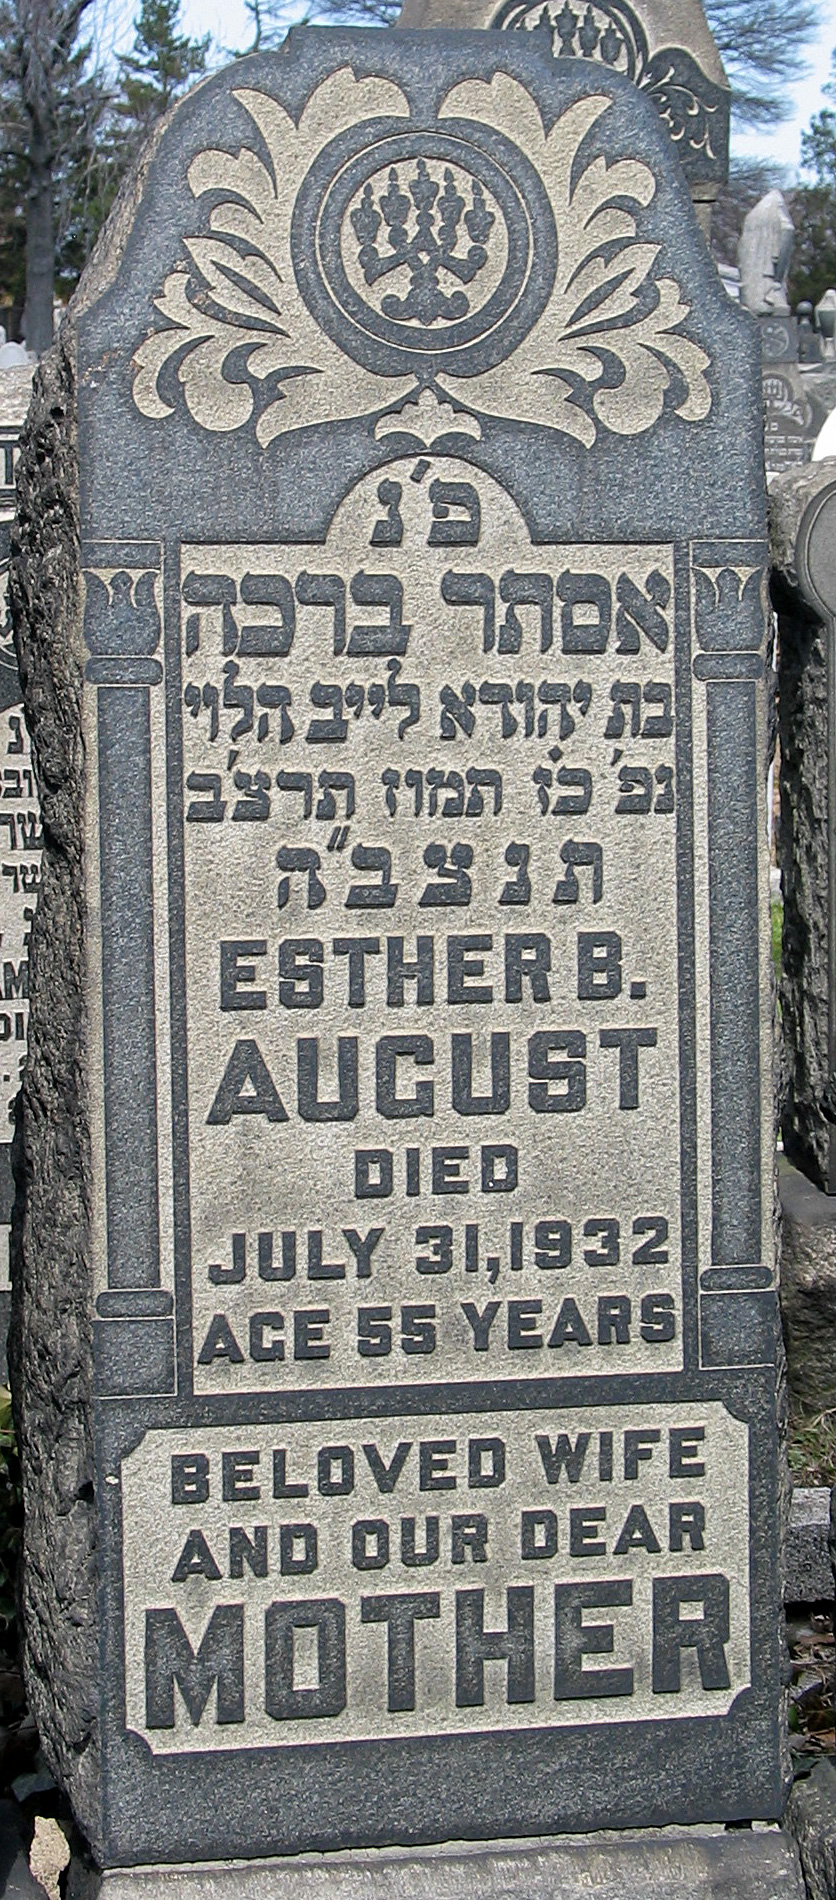 פ'נ
אסתר ברכה
בת יהודא לייב הלוי
נפ' כ'ז תמוז תרצ'ב
תנצב"ה
ESTHER B.
AUGUST
DIED
JULY 31, 1932
AGE 55 YEARS
BELOVED WIFE
AND OUR DEAR
MOTHER